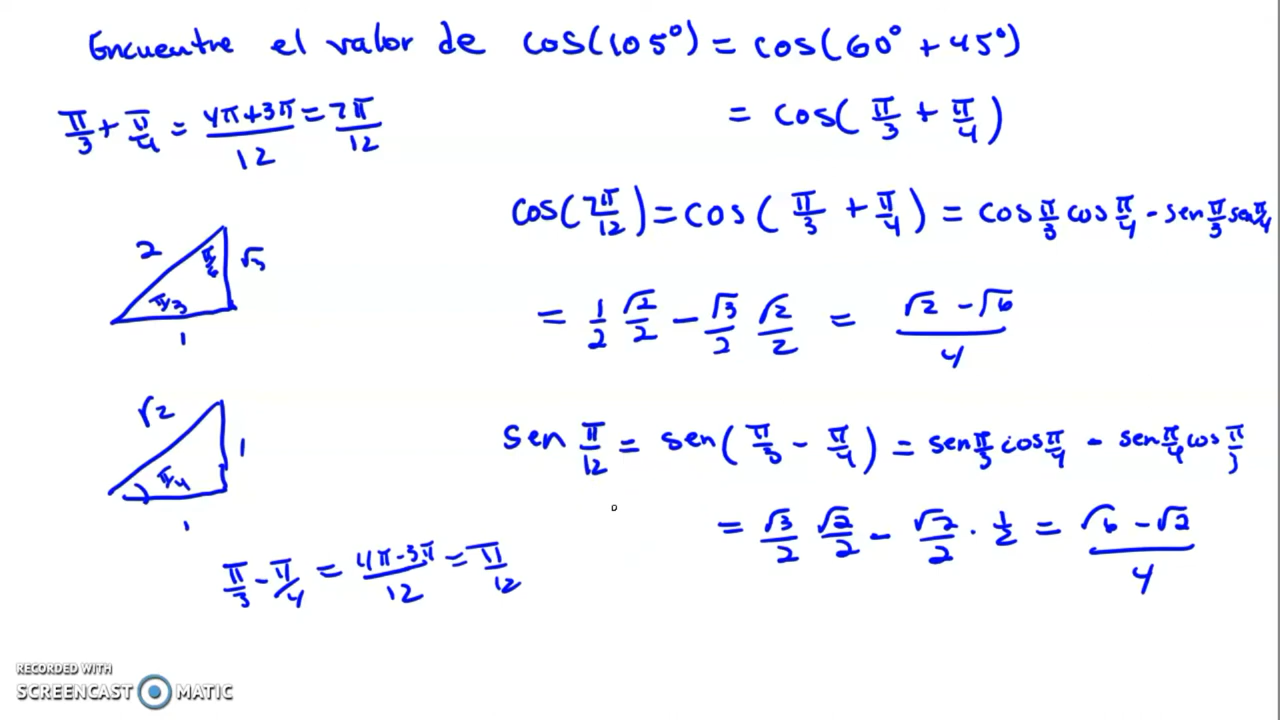 Encuentre el valor de cos(105°) = cos(60° + 45°)
π/3 + π/4 = (4π+3π)/12 = 7π/12
= cos(π/3 + π/4)
cos(7π/12) = cos(π/3 + π/4) = cos π/3 cos π/4 - sen π/3 sen π/4
2 π/6 √3
π/3
1
= 1/2 √2/2 - √3/2 √2/2 = (√2 - √6)/4
√2 1
π/4
1
sen π/12 = sen(π/3 - π/4) = sen π/3 cos π/4 - sen π/4 cos π/3
= √3/2 √2/2 - √2/2 · 1/2 = (√6 - √2)/4
π/3 - π/4 = (4π-3π)/12 = π/12
RECORDED WITH
SCREENCAST MATIC